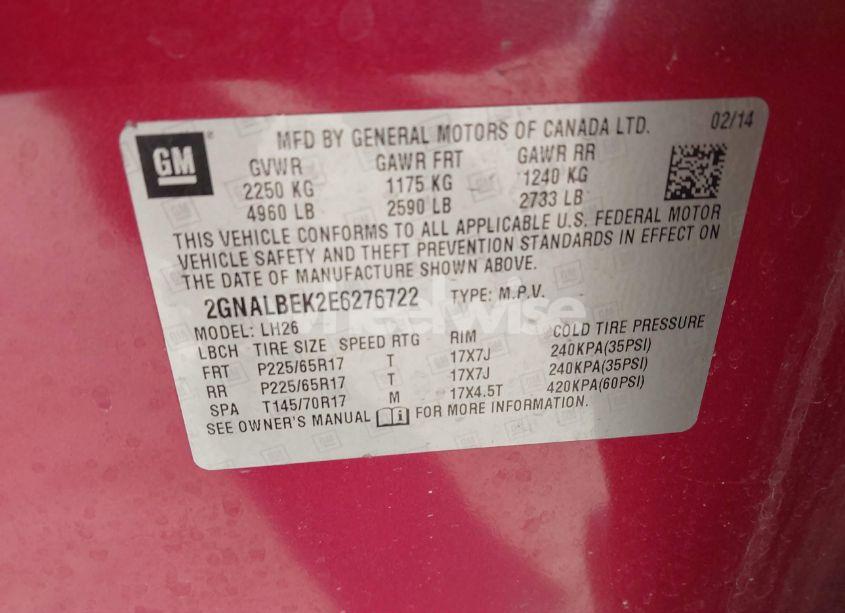 GM
MFD BY GENERAL MOTORS OF CANADA LTD. 02/14
GVWR GAWR FRT GAWR RR
2250 KG 1175 KG 1240 KG
4960 LB 2590 LB 2733 LB
THIS VEHICLE CONFORMS TO ALL APPLICABLE U.S. FEDERAL MOTOR
VEHICLE SAFETY AND THEFT PREVENTION STANDARDS IN EFFECT ON
THE DATE OF MANUFACTURE SHOWN ABOVE.
2GNALBEK2E6276722 TYPE: M.P.V.
wheelwise
MODEL: LH26
LBCH TIRE SIZE SPEED RTG RIM COLD TIRE PRESSURE
FRT P225/65R17 T 17X7J 240KPA(35PSI)
RR P225/65R17 T 17X7J 240KPA(35PSI)
SPA T145/70R17 M 17X4.5T 420KPA(60PSI)
SEE OWNER'S MANUAL FOR MORE INFORMATION.